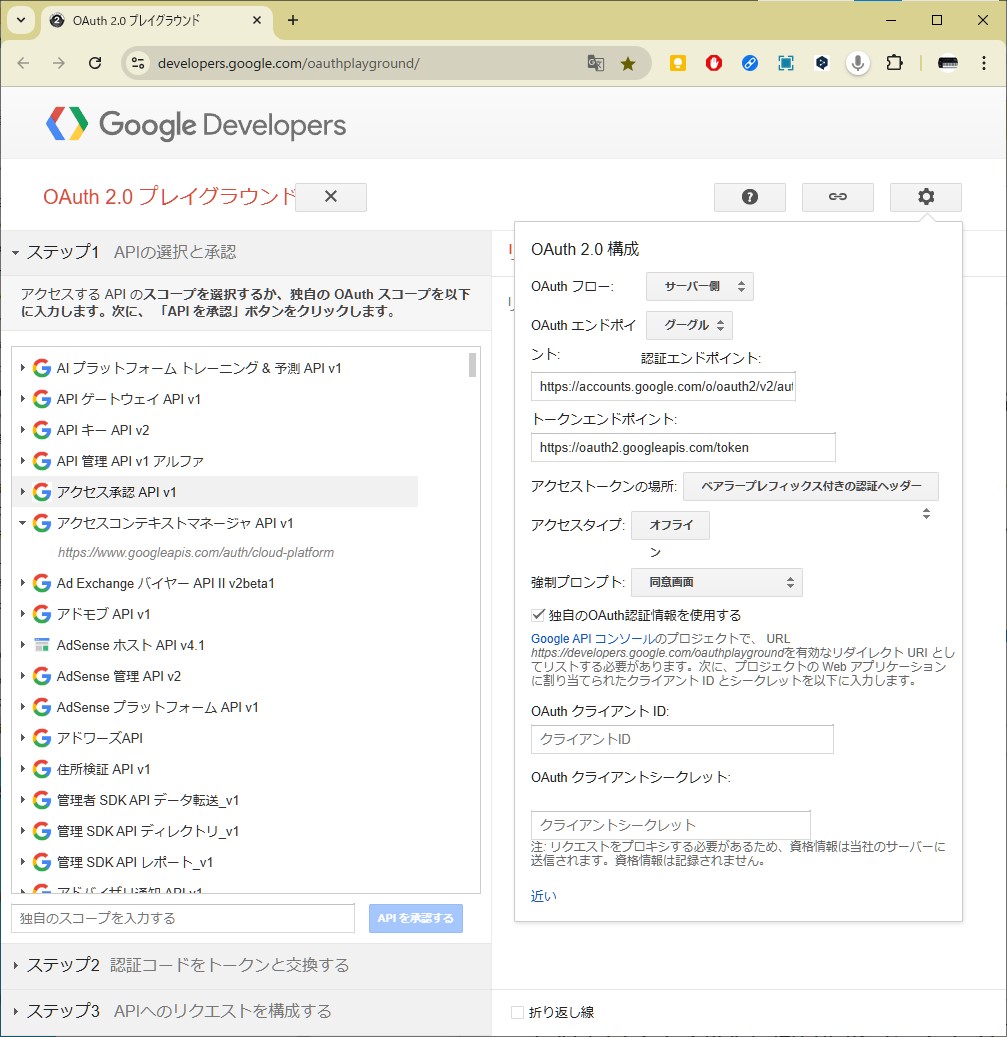 OAuth 2.0 プレイグラウンド
developers.google.com/oauthplayground/
Google Developers
OAuth 2.0 プレイグラウンド
ステップ1 APIの選択と承認
アクセスする API のスコープを選択するか、独自の OAuth スコープを以下
に入力します。次に、 「API を承認」ボタンをクリックします。
AI プラットフォーム トレーニング & 予測 API v1
API ゲートウェイ API v1
API キー API v2
API 管理 API v1 アルファ
アクセス承認 API v1
アクセスコンテキストマネージャ API v1
https://www.googleapis.com/auth/cloud-platform
Ad Exchange バイヤー API II v2beta1
アドモブ API v1
AdSense ホスト API v4.1
AdSense 管理 API v2
AdSense プラットフォーム API v1
アドワーズAPI
住所検証 API v1
管理者 SDK API データ転送_v1
管理 SDK API ディレクトリ_v1
管理 SDK API レポート_v1
アドバイザリ通知 API v1
独自のスコープを入力する
API を承認する
ステップ2 認証コードをトークンと交換する
ステップ3 APIへのリクエストを構成する
OAuth 2.0 構成
OAuth フロー: サーバー側
OAuth エンドポイ グーグル
ント: 認証エンドポイント:
https://accounts.google.com/o/oauth2/v2/aut
トークンエンドポイント:
https://oauth2.googleapis.com/token
アクセストークンの場所: ベアラープレフィックス付きの認証ヘッダー
アクセスタイプ: オフライ
ン
強制プロンプト: 同意画面
独自のOAuth認証情報を使用する
Google API コンソールのプロジェクトで、 URL
https://developers.google.com/oauthplaygroundを有効なリダイレクト URI とし
てリストする必要があります。次に、プロジェクトの Web アプリケーション
に割り当てられたクライアント ID とシークレットを以下に入力します。
OAuth クライアント ID:
クライアントID
OAuth クライアントシークレット:
クライアントシークレット
注: リクエストをプロキシする必要があるため、資格情報は当社のサーバーに
送信されます。資格情報は記録されません。
近い
折り返し線